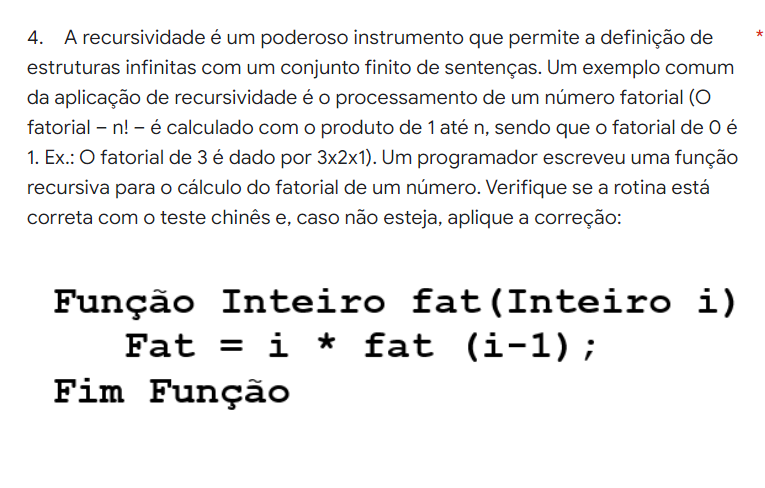 4. A recursividade é um poderoso instrumento que permite a definição de *
estruturas infinitas com um conjunto finito de sentenças. Um exemplo comum
da aplicação de recursividade é o processamento de um número fatorial (O
fatorial – n! – é calculado com o produto de 1 até n, sendo que o fatorial de 0 é
1. Ex.: O fatorial de 3 é dado por 3x2x1). Um programador escreveu uma função
recursiva para o cálculo do fatorial de um número. Verifique se a rotina está
correta com o teste chinês e, caso não esteja, aplique a correção:
Função Inteiro fat(Inteiro i)
Fat = i * fat (i-1);
Fim Função